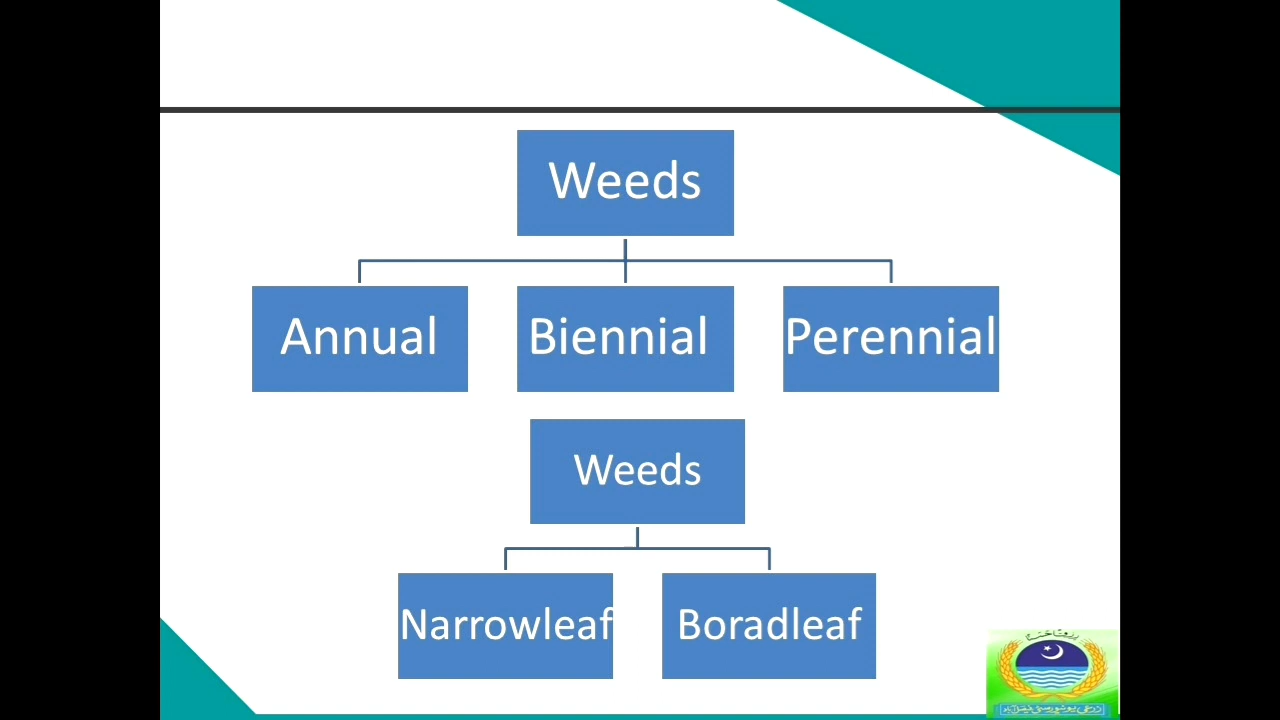 Weeds
Annual
Biennial
Perennial
Weeds
Narrowleaf
Boradleaf